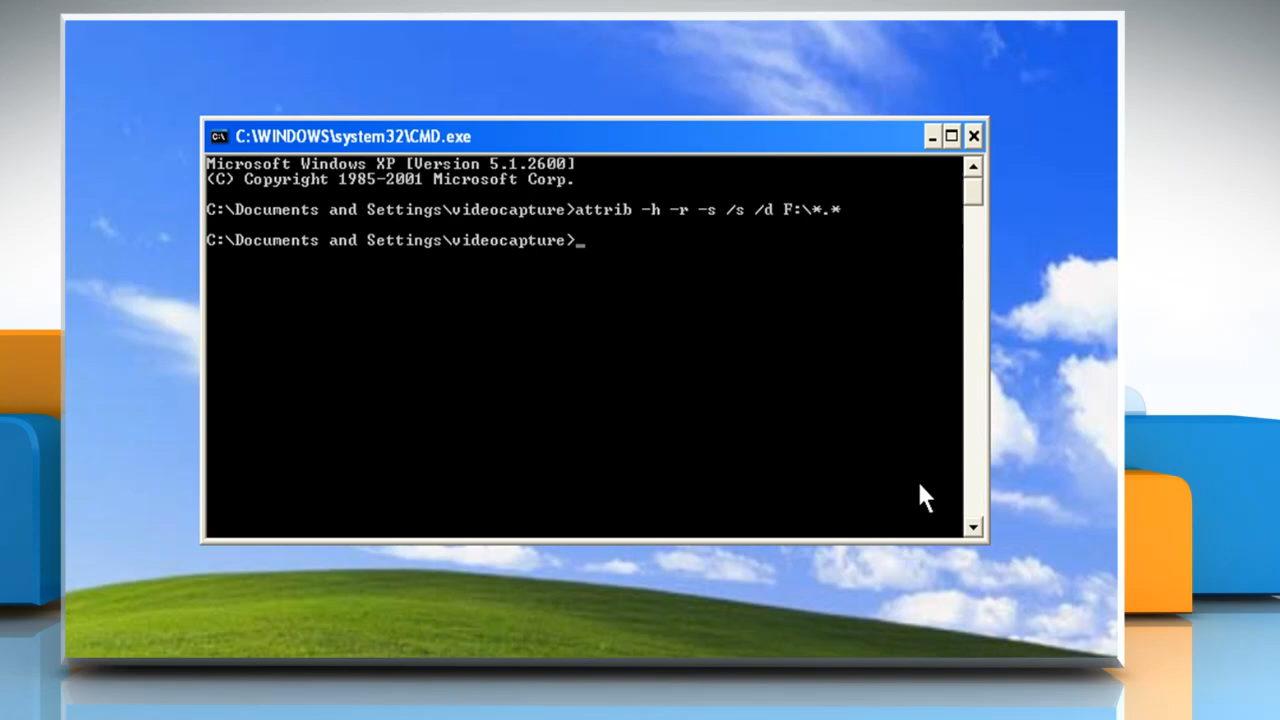 C:\WINDOWS\system32\CMD.exe
Microsoft Windows XP [Version 5.1.2600]
(C) Copyright 1985-2001 Microsoft Corp.
C:\Documents and Settings\videocapture>attrib -h -r -s /s /d F:\*.*
C:\Documents and Settings\videocapture>_